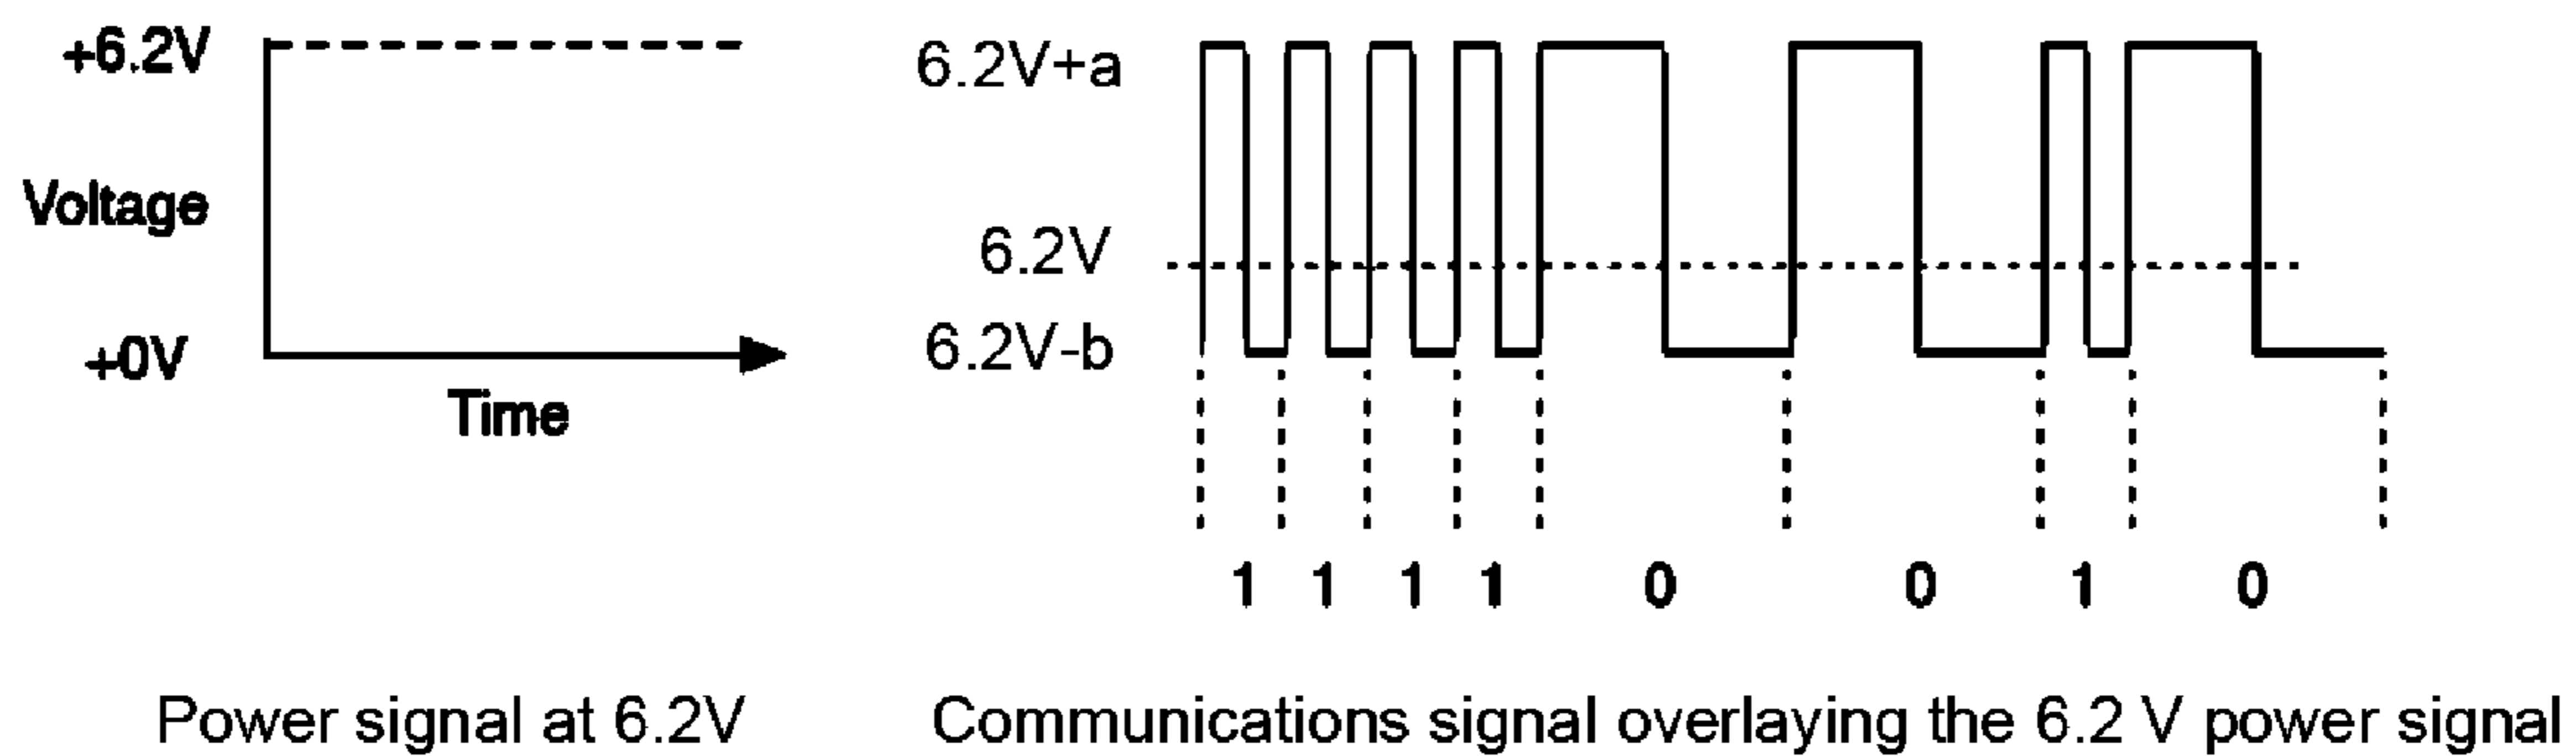 +6.2V
Voltage
+0V
Time
Power signal at 6.2V
6.2V+a
6.2V
6.2V-b
1 1 1 1 0 0 1 0
Communications signal overlaying the 6.2 V power signal